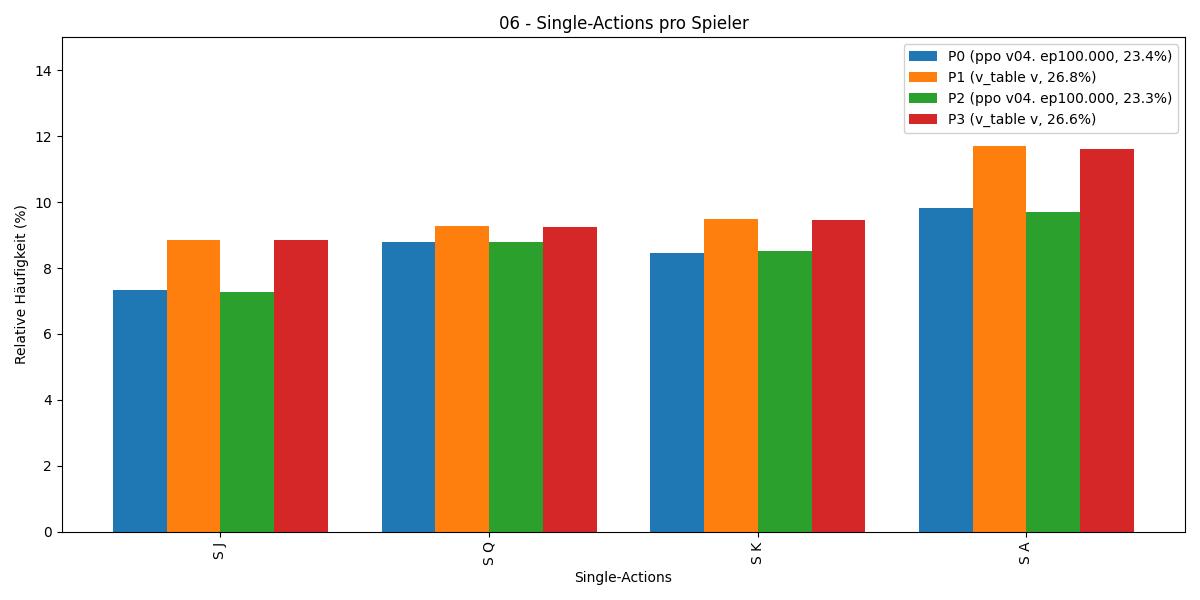 06 - Single-Actions pro Spieler
P0 (ppo v04. ep100.000, 23.4%)
P1 (v_table v, 26.8%)
P2 (ppo v04. ep100.000, 23.3%)
P3 (v_table v, 26.6%)
Relative Häufigkeit (%)
14
12
10
8
6
4
2
0
S J
S Q
S K
S A
Single-Actions